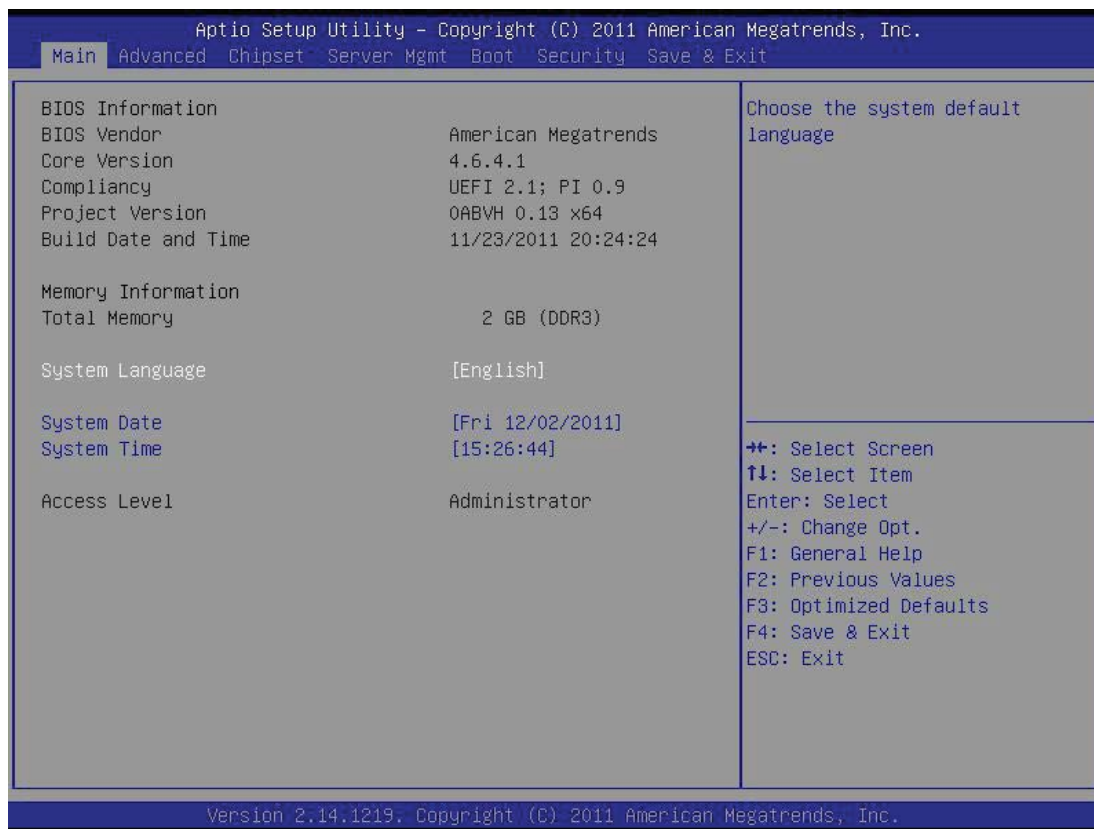 Aptio Setup Utility – Copyright (C) 2011 American Megatrends, Inc.
Main Advanced Chipset Server Mgmt Boot Security Save & Exit
BIOS Information
BIOS Vendor American Megatrends
Core Version 4.6.4.1
Compliancy UEFI 2.1; PI 0.9
Project Version 0ABVH 0.13 x64
Build Date and Time 11/23/2011 20:24:24
Memory Information
Total Memory 2 GB (DDR3)
System Language [English]
System Date [Fri 12/02/2011]
System Time [15:26:44]
Access Level Administrator
Choose the system default
language
→←: Select Screen
↑↓: Select Item
Enter: Select
+/-: Change Opt.
F1: General Help
F2: Previous Values
F3: Optimized Defaults
F4: Save & Exit
ESC: Exit
Version 2.14.1219. Copyright (C) 2011 American Megatrends, Inc.